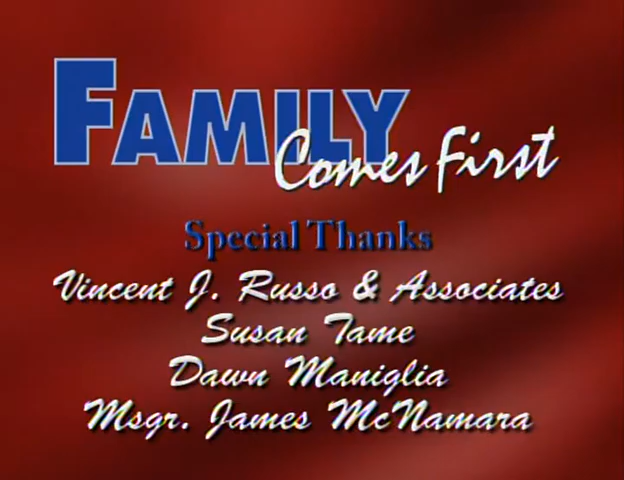 FAMILY
Comes First
Special Thanks
Vincent J. Russo & Associates
Susan Tame
Dawn Maniglia
Msgr. James McNamara